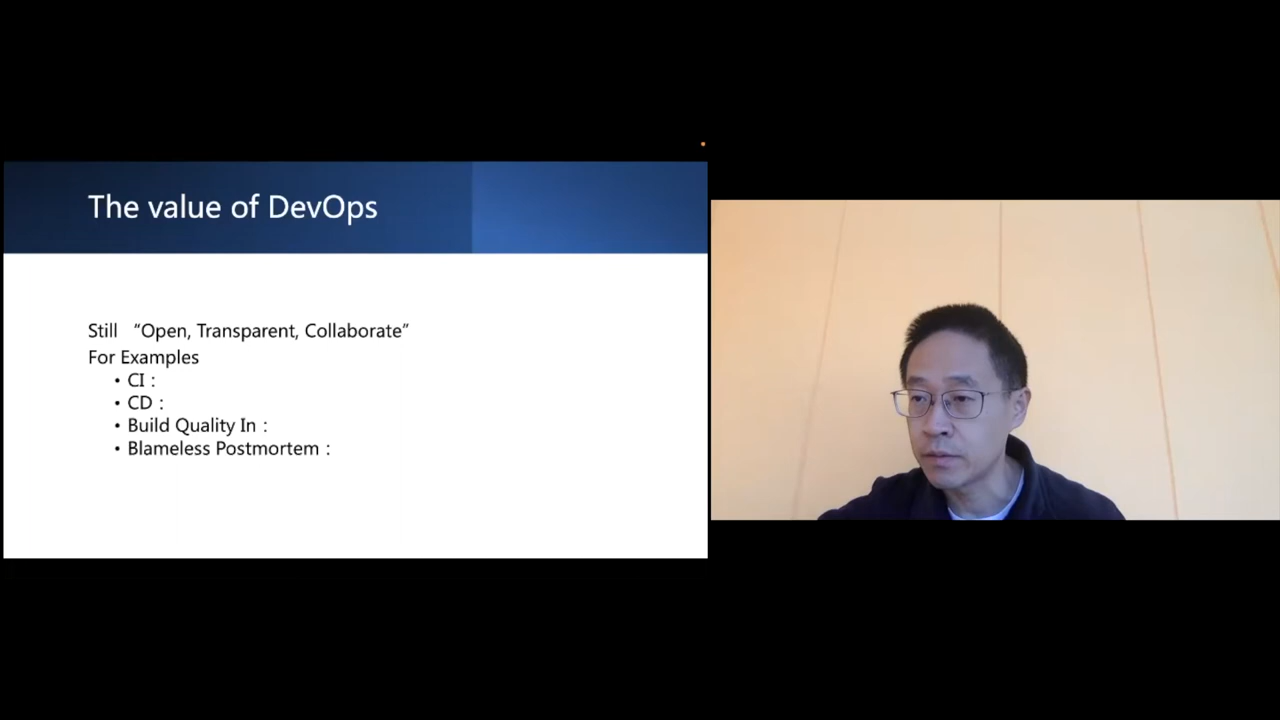 The value of DevOps
Still “Open, Transparent, Collaborate”
For Examples
• CI：
• CD：
• Build Quality In：
• Blameless Postmortem：